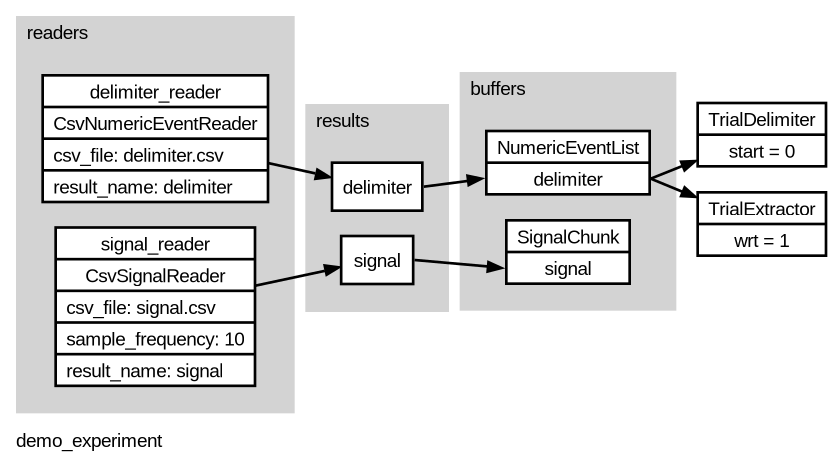 readers
delimiter_reader
CsvNumericEventReader
csv_file: delimiter.csv
result_name: delimiter
signal_reader
CsvSignalReader
csv_file: signal.csv
sample_frequency: 10
result_name: signal
results
delimiter
signal
buffers
NumericEventList
delimiter
SignalChunk
signal
TrialDelimiter
start = 0
TrialExtractor
wrt = 1
demo_experiment